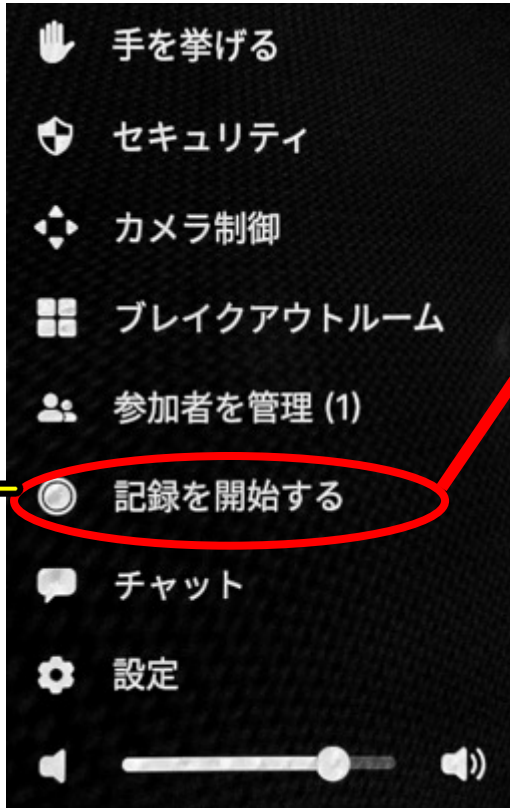 手を挙げる
セキュリティ
カメラ制御
ブレイクアウトルーム
参加者を管理 (1)
記録を開始する
チャット
設定